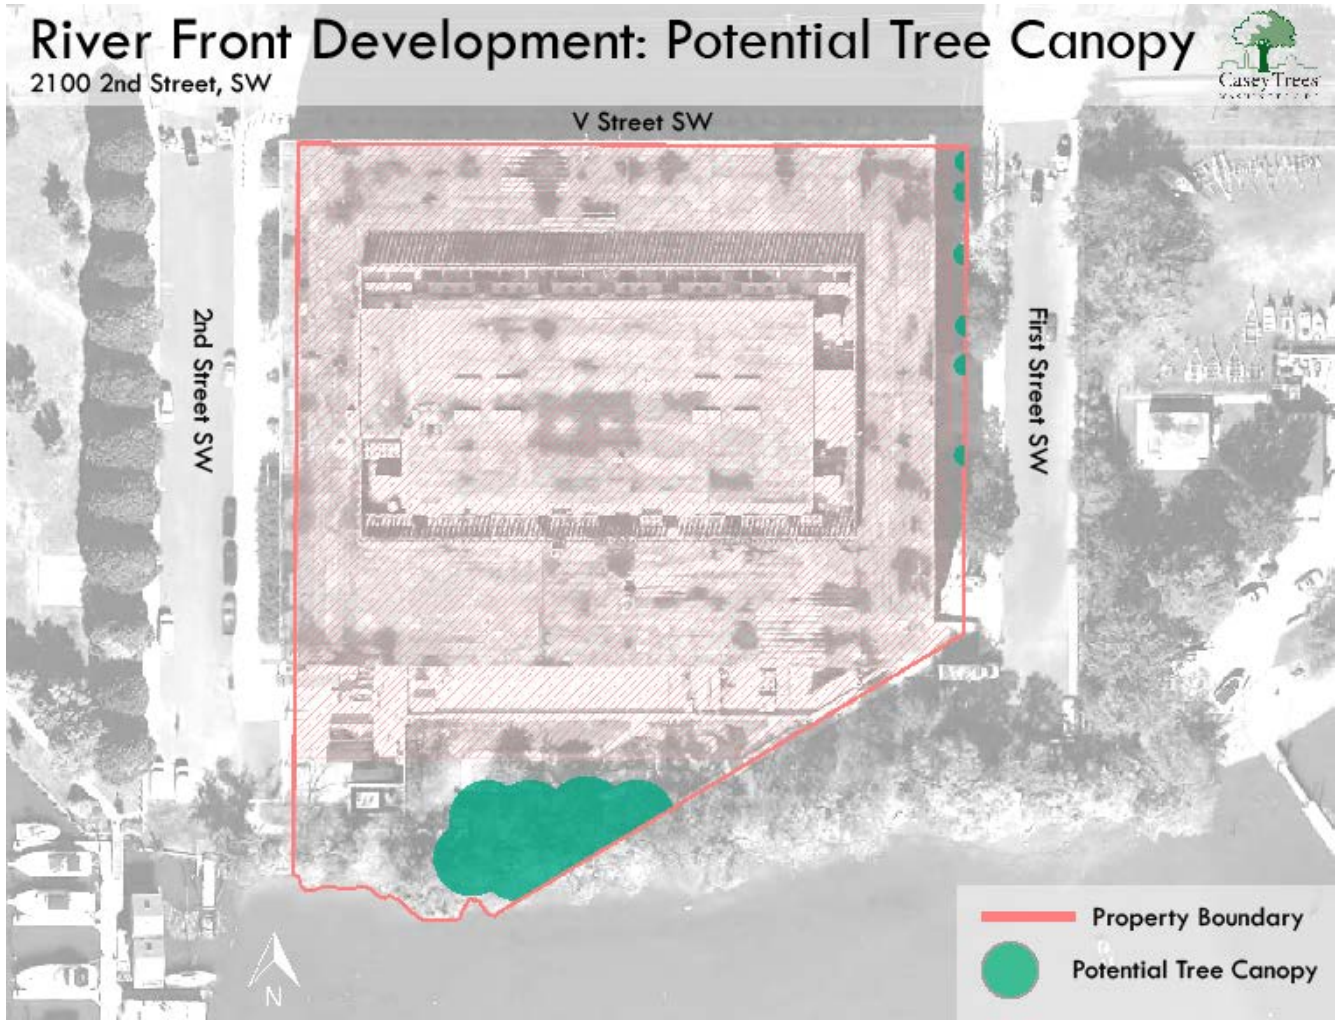 River Front Development: Potential Tree Canopy
2100 2nd Street, SW
Casey Trees
V Street SW
2nd Street SW
First Street SW
Property Boundary
Potential Tree Canopy
N